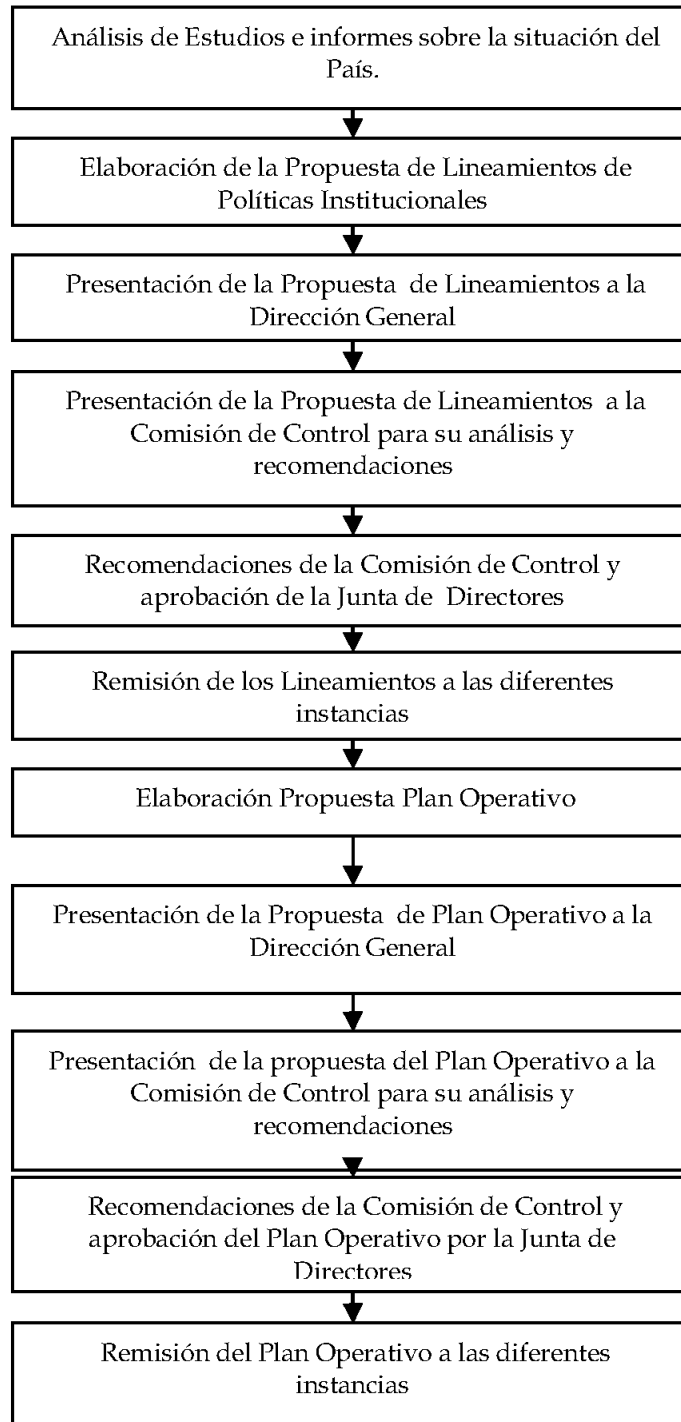 Análisis de Estudios e informes sobre la situación del
País.
Elaboración de la Propuesta de Lineamientos de
Políticas Institucionales
Presentación de la Propuesta de Lineamientos a la
Dirección General
Presentación de la Propuesta de Lineamientos a la
Comisión de Control para su análisis y
recomendaciones
Recomendaciones de la Comisión de Control y
aprobación de la Junta de Directores
Remisión de los Lineamientos a las diferentes
instancias
Elaboración Propuesta Plan Operativo
Presentación de la Propuesta de Plan Operativo a la
Dirección General
Presentación de la propuesta del Plan Operativo a la
Comisión de Control para su análisis y
recomendaciones
Recomendaciones de la Comisión de Control y
aprobación del Plan Operativo por la Junta de
Directores
Remisión del Plan Operativo a las diferentes
instancias